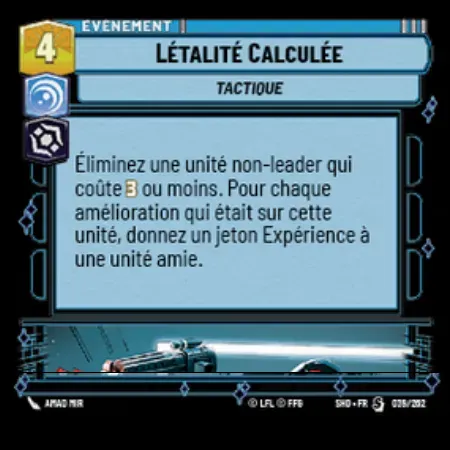 ÉVÉNEMENT
4
LÉTALITÉ CALCULÉE
TACTIQUE
Éliminez une unité non-leader qui
coûte 3 ou moins. Pour chaque
amélioration qui était sur cette
unité, donnez un jeton Expérience à
une unité amie.
AMAD MIR
© LFL © FFG
SHD • FR
039/262